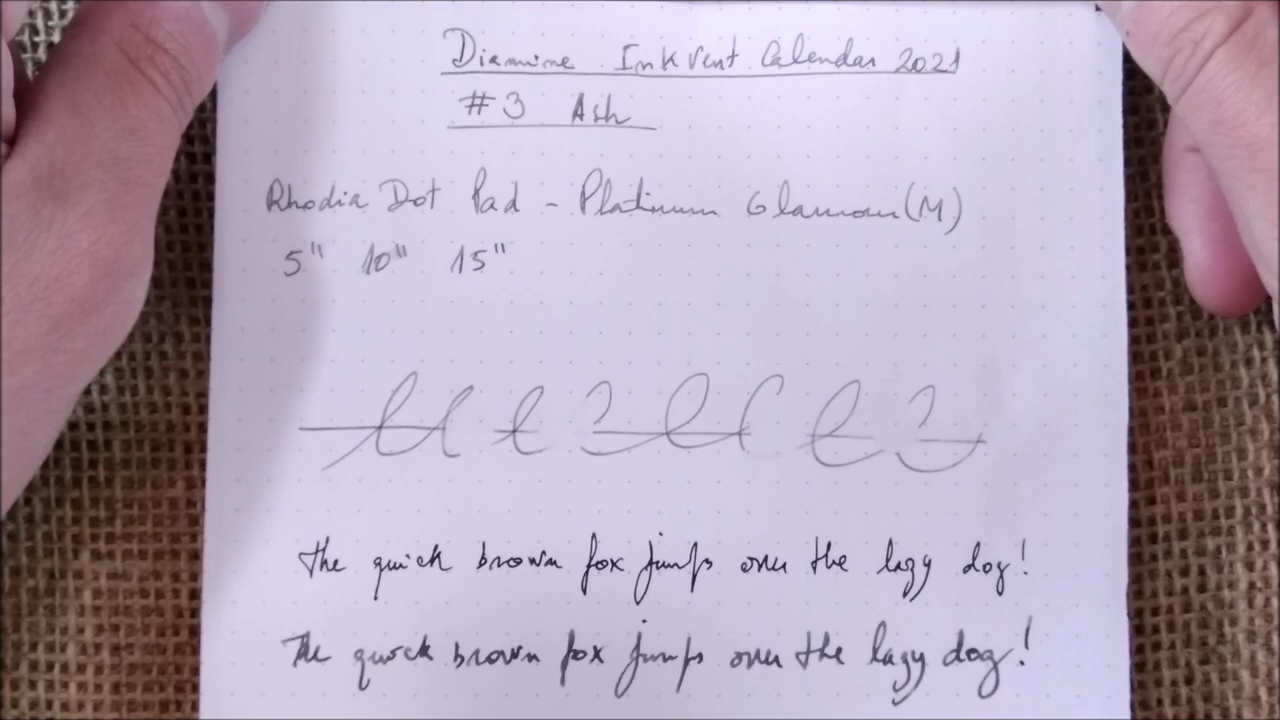 Diamine InkVent Calendar 2021
#3 Ash
Rhodia Dot Pad - Platinum Glamour (M)
5" 10" 15"
the quick brown fox jumps over the lazy dog!
The quick brown fox jumps over the lazy dog!